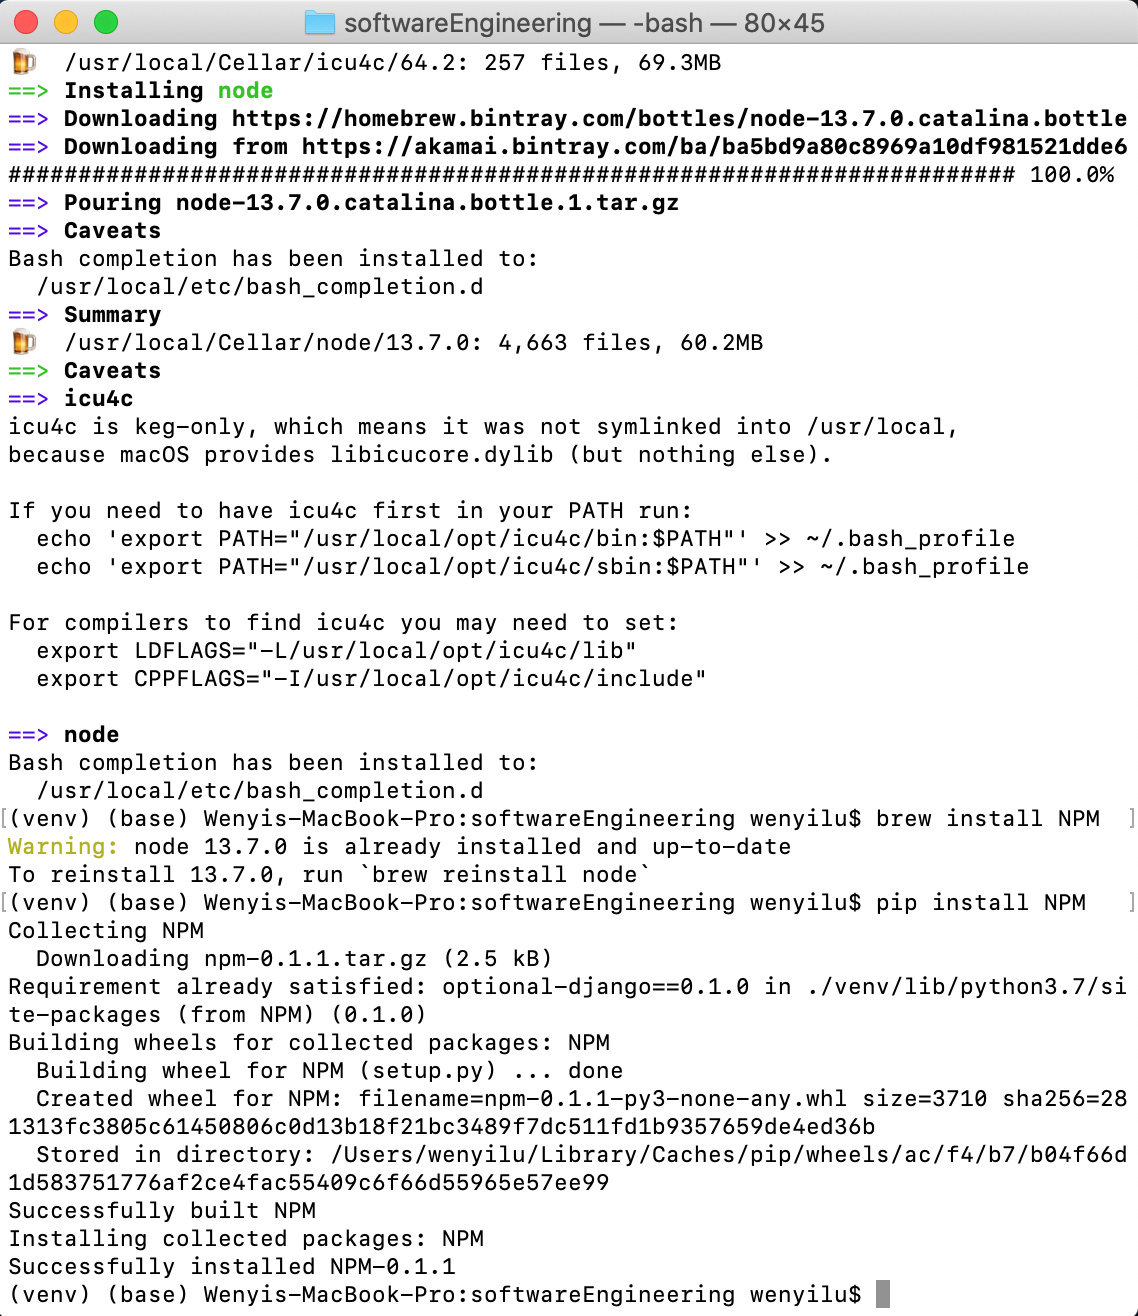 softwareEngineering — -bash — 80×45
🍺  /usr/local/Cellar/icu4c/64.2: 257 files, 69.3MB
==> Installing node
==> Downloading https://homebrew.bintray.com/bottles/node-13.7.0.catalina.bottle
==> Downloading from https://akamai.bintray.com/ba/ba5bd9a80c8969a10df981521dde6
######################################################################## 100.0%
==> Pouring node-13.7.0.catalina.bottle.1.tar.gz
==> Caveats
Bash completion has been installed to:
  /usr/local/etc/bash_completion.d
==> Summary
🍺  /usr/local/Cellar/node/13.7.0: 4,663 files, 60.2MB
==> Caveats
==> icu4c
icu4c is keg-only, which means it was not symlinked into /usr/local,
because macOS provides libicucore.dylib (but nothing else).

If you need to have icu4c first in your PATH run:
  echo 'export PATH="/usr/local/opt/icu4c/bin:$PATH"' >> ~/.bash_profile
  echo 'export PATH="/usr/local/opt/icu4c/sbin:$PATH"' >> ~/.bash_profile

For compilers to find icu4c you may need to set:
  export LDFLAGS="-L/usr/local/opt/icu4c/lib"
  export CPPFLAGS="-I/usr/local/opt/icu4c/include"

==> node
Bash completion has been installed to:
  /usr/local/etc/bash_completion.d
[(venv) (base) Wenyis-MacBook-Pro:softwareEngineering wenyilu$ brew install NPM  ]
Warning: node 13.7.0 is already installed and up-to-date
To reinstall 13.7.0, run `brew reinstall node`
[(venv) (base) Wenyis-MacBook-Pro:softwareEngineering wenyilu$ pip install NPM   ]
Collecting NPM
  Downloading npm-0.1.1.tar.gz (2.5 kB)
Requirement already satisfied: optional-django==0.1.0 in ./venv/lib/python3.7/si
te-packages (from NPM) (0.1.0)
Building wheels for collected packages: NPM
  Building wheel for NPM (setup.py) ... done
  Created wheel for NPM: filename=npm-0.1.1-py3-none-any.whl size=3710 sha256=28
1313fc3805c61450806c0d13b18f21bc3489f7dc511fd1b9357659de4ed36b
  Stored in directory: /Users/wenyilu/Library/Caches/pip/wheels/ac/f4/b7/b04f66d
1d583751776af2ce4fac55409c6f66d55965e57ee99
Successfully built NPM
Installing collected packages: NPM
Successfully installed NPM-0.1.1
(venv) (base) Wenyis-MacBook-Pro:softwareEngineering wenyilu$